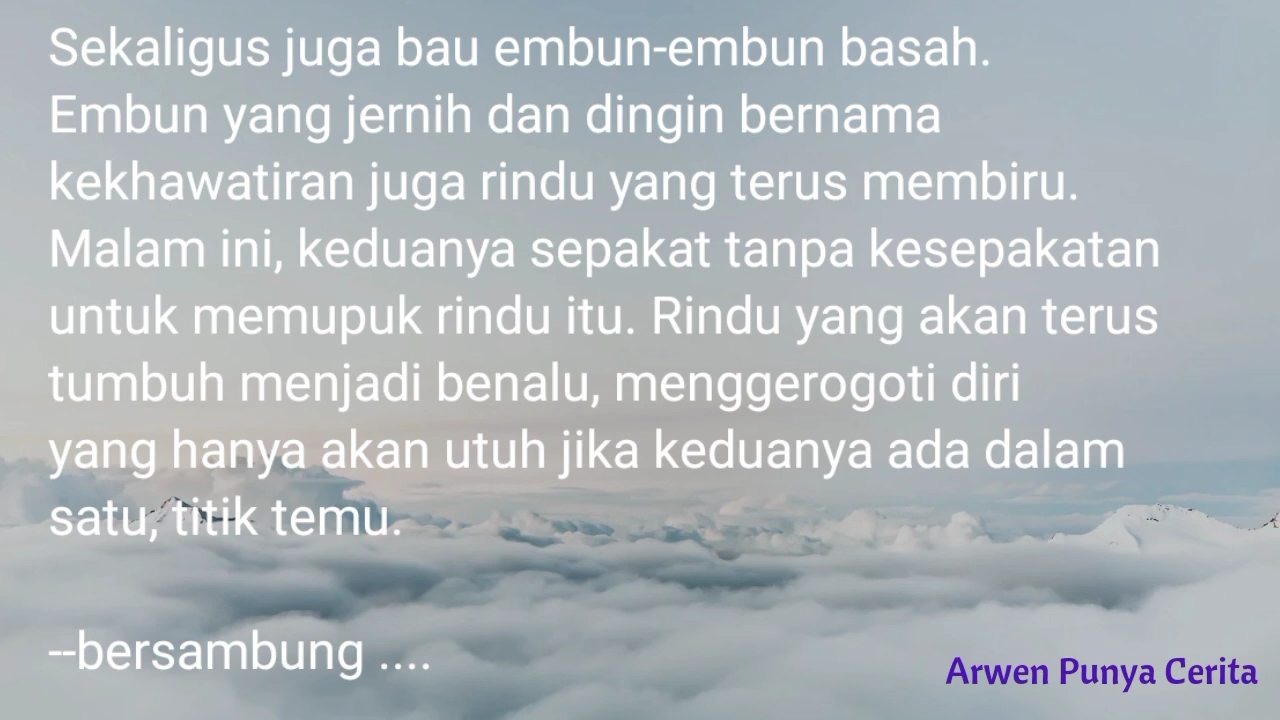 Sekaligus juga bau embun-embun basah.
Embun yang jernih dan dingin bernama
kekhawatiran juga rindu yang terus membiru.
Malam ini, keduanya sepakat tanpa kesepakatan
untuk memupuk rindu itu. Rindu yang akan terus
tumbuh menjadi benalu, menggerogoti diri
yang hanya akan utuh jika keduanya ada dalam
satu, titik temu.
--bersambung ....
Arwen Punya Cerita